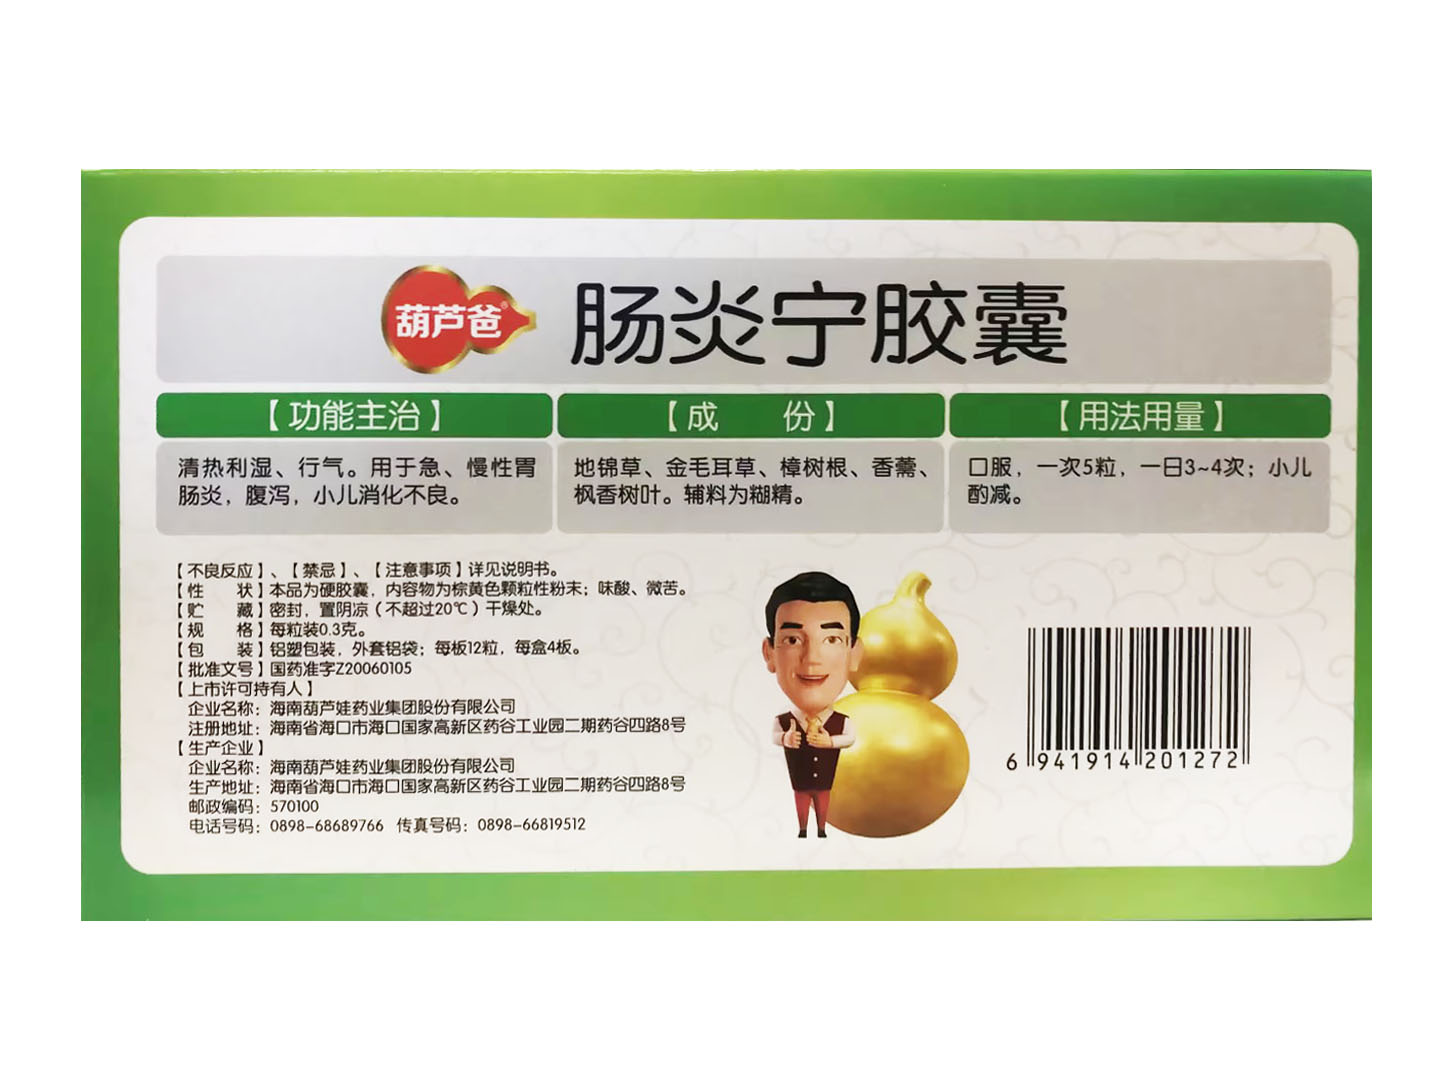 葫芦爸®
肠炎宁胶囊
【功能主治】
清热利湿、行气。用于急、慢性胃
肠炎，腹泻，小儿消化不良。
【成　　份】
地锦草、金毛耳草、樟树根、香薷、
枫香树叶。辅料为糊精。
【用法用量】
口服，一次5粒，一日3~4次；小儿
酌减。
【不良反应】、【禁忌】、【注意事项】详见说明书。
【性　　状】本品为硬胶囊，内容物为棕黄色颗粒性粉末；味酸、微苦。
【贮　　藏】密封，置阴凉（不超过20℃）干燥处。
【规　　格】每粒装0.3克。
【包　　装】铝塑包装，外套铝袋；每板12粒，每盒4板。
【批准文号】国药准字Z20060105
【上市许可持有人】
企业名称：海南葫芦娃药业集团股份有限公司
注册地址：海南省海口市海口国家高新区药谷工业园二期药谷四路8号
【生产企业】
企业名称：海南葫芦娃药业集团股份有限公司
生产地址：海南省海口市海口国家高新区药谷工业园二期药谷四路8号
邮政编码：570100
电话号码：0898-68689766　传真号码：0898-66819512
6 941914 201272